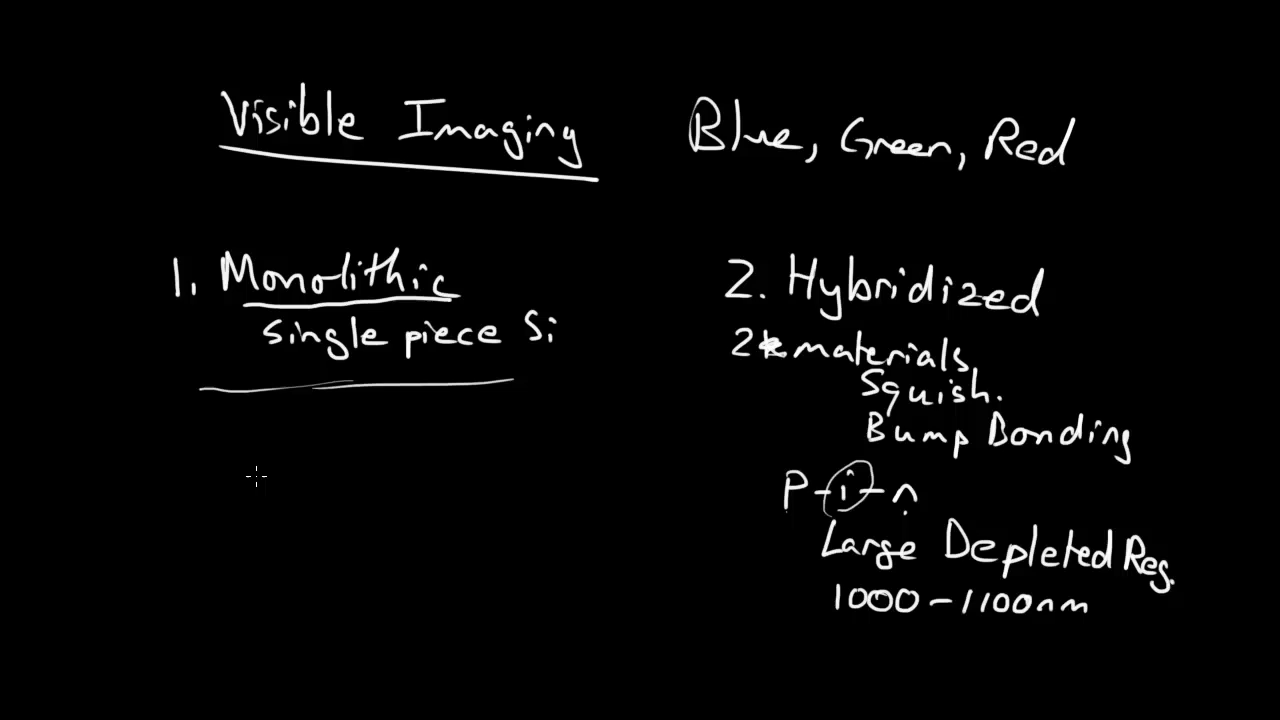 Visible Imaging
Blue, Green, Red
1. Monolithic
single piece Si
2. Hybridized
2 materials,
Squish.
Bump Bonding
P-i-n
Large Depleted Reg.
1000-1100nm